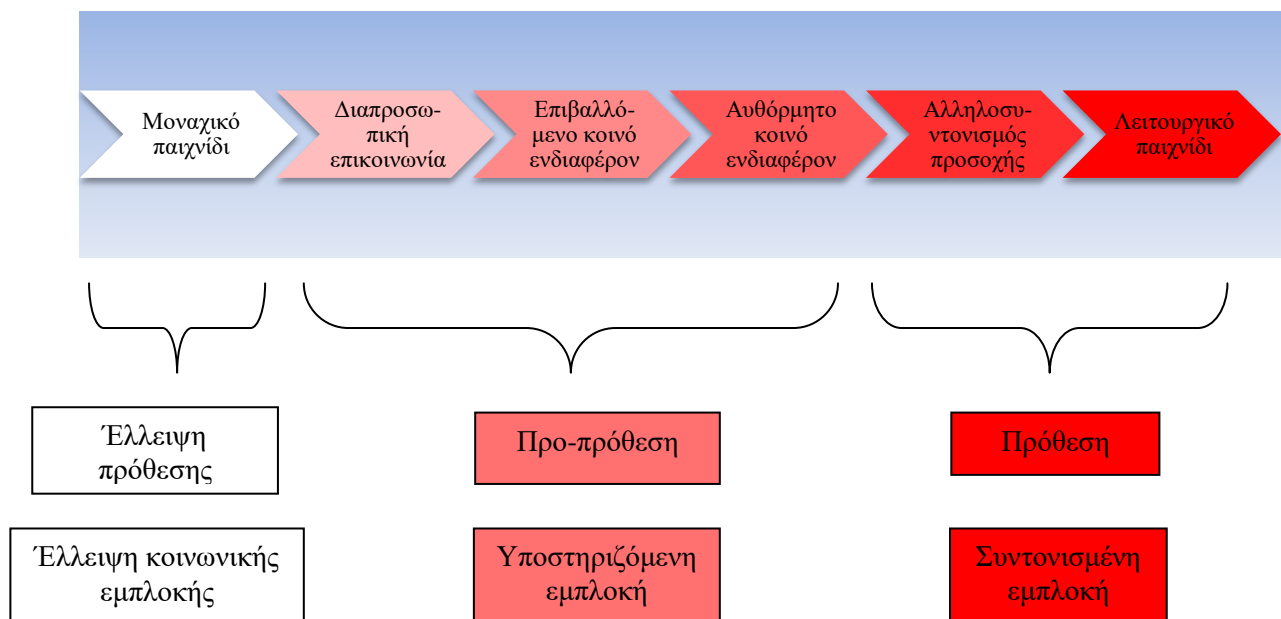 Μοναχικό
παιχνίδι
Διαπροσω-
πική
επικοινωνία
Επιβαλλό-
μενο κοινό
ενδιαφέρον
Αυθόρμητο
κοινό
ενδιαφέρον
Αλληλοσυ-
ντονισμός
προσοχής
Λειτουργικό
παιχνίδι
Έλλειψη
πρόθεσης
Προ-πρόθεση
Πρόθεση
Έλλειψη κοινωνικής
εμπλοκής
Υποστηριζόμενη
εμπλοκή
Συντονισμένη
εμπλοκή